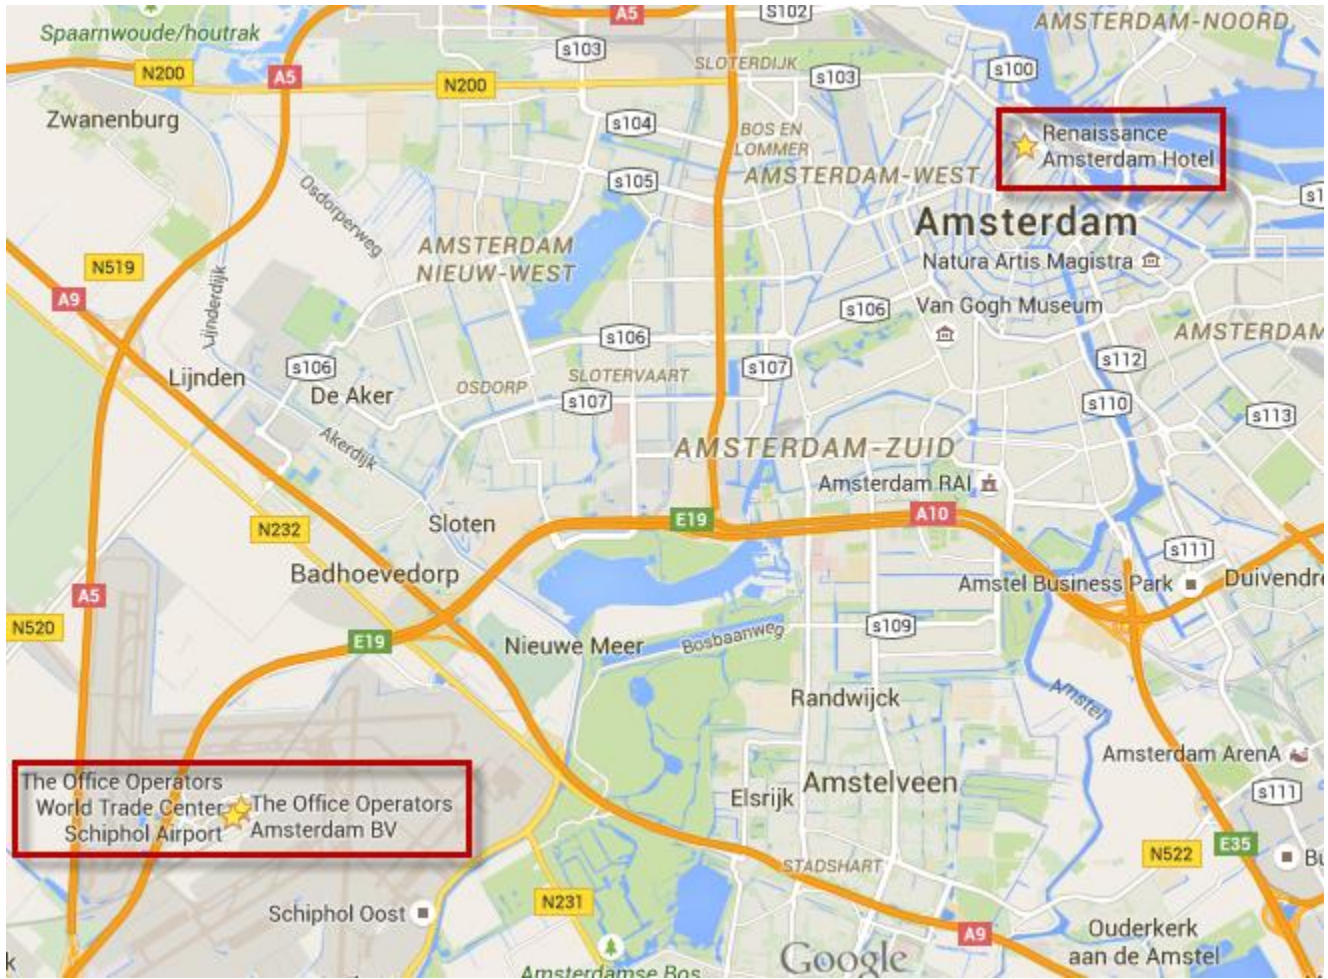 A5
S102
AMSTERDAM-NOORD
Spaarnwoude/houtrak
s103
SLOTERDIJK
N200
A5
N200
s103
s100
Zwanenburg
s104
BOS EN
LOMMER
Renaissance
Amsterdam Hotel
s105
AMSTERDAM-WEST
Osdorperweg
Amsterdam
AMSTERDAM
NIEUW-WEST
N519
Natura Artis Magistra
A9
Lijnderdijk
s106
Van Gogh Museum
s106
AMSTERDAM
s106
s107
s112
Lijnden
De Aker
OSDORP
SLOTERVAART
s107
s110
s113
Akerdijk
AMSTERDAM-ZUID
Amsterdam RAI
N232
Sloten
E19
A10
s111
Badhoevedorp
Amstel Business Park
Duivendre
A5
N520
E19
Nieuwe Meer
Bosbaanweg
s109
Randwijck
Amstel
The Office Operators
World Trade Center
Schiphol Airport
The Office Operators
Amsterdam BV
Amsterdam ArenA
Elsrijk
Amstelveen
s111
STADSHART
N522
E35
Schiphol Oost
N231
A9
Ouderkerk
aan de Amstel
Google
Amsterdamse Bos